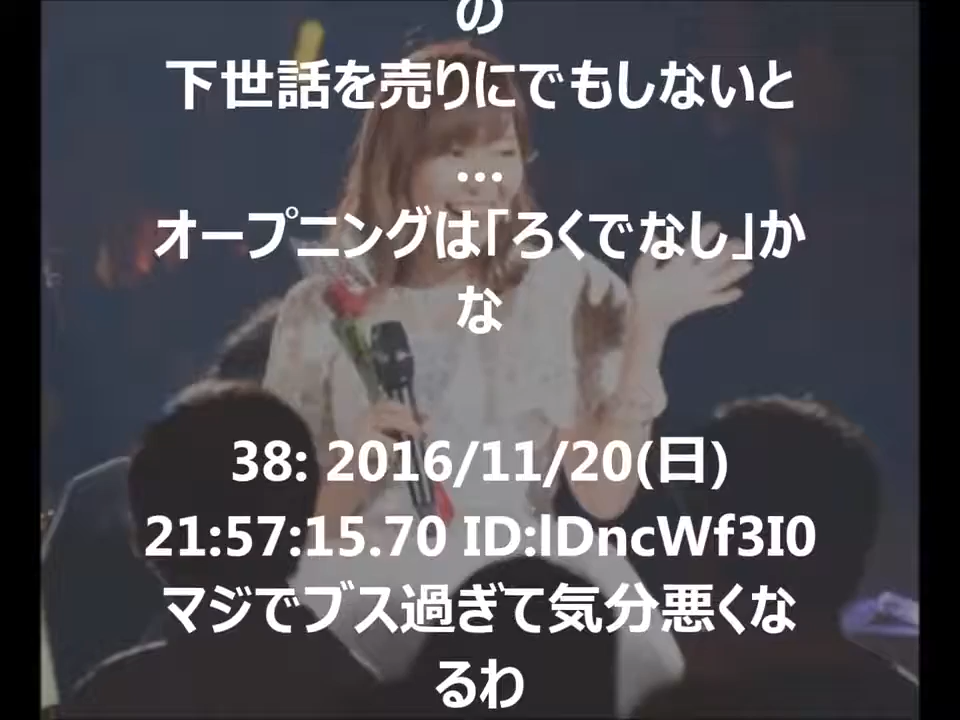 の
下世話を売りにでもしないと
…
オープニングは「ろくでなし」か
な
38: 2016/11/20(日)
21:57:15.70 ID:lDncWf3I0
マジでブス過ぎて気分悪くな
るわ